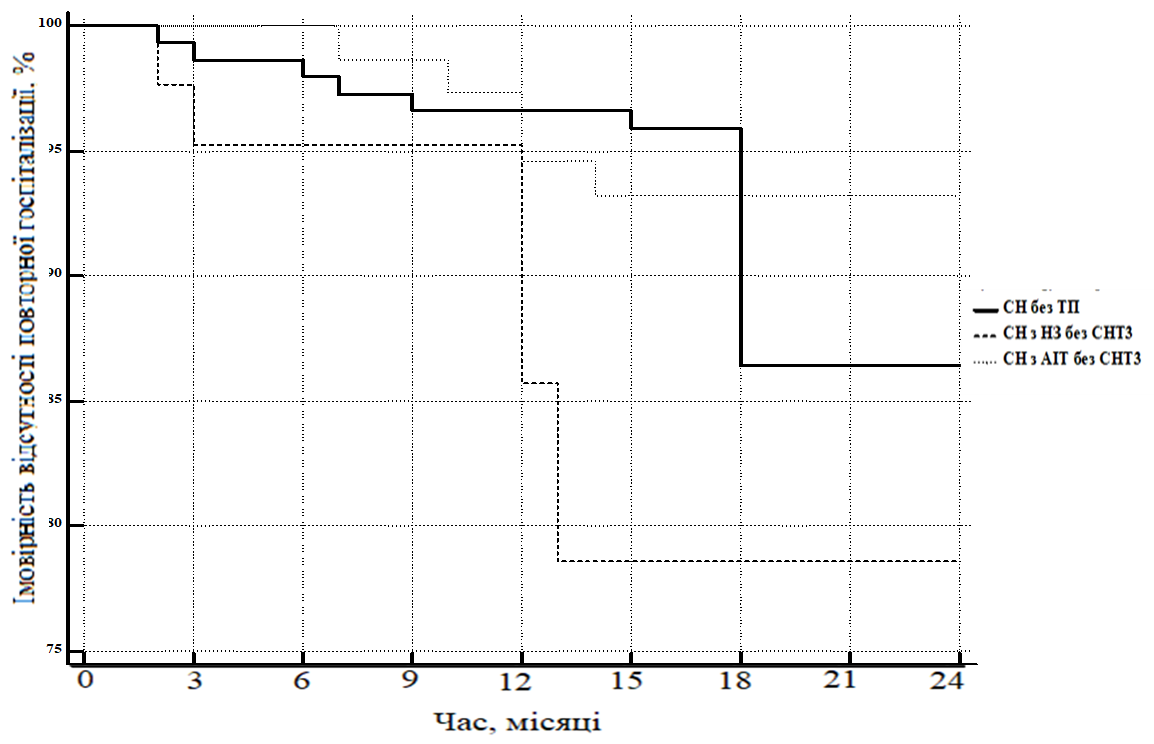 Імовірність відсутності повторної госпіталізації, %
100
95
90
85
80
75
0 3 6 9 12 15 18 21 24
Час, місяці
СН без ТП
СН з НЗ без СНТЗ
СН з АІТ без СНТЗ